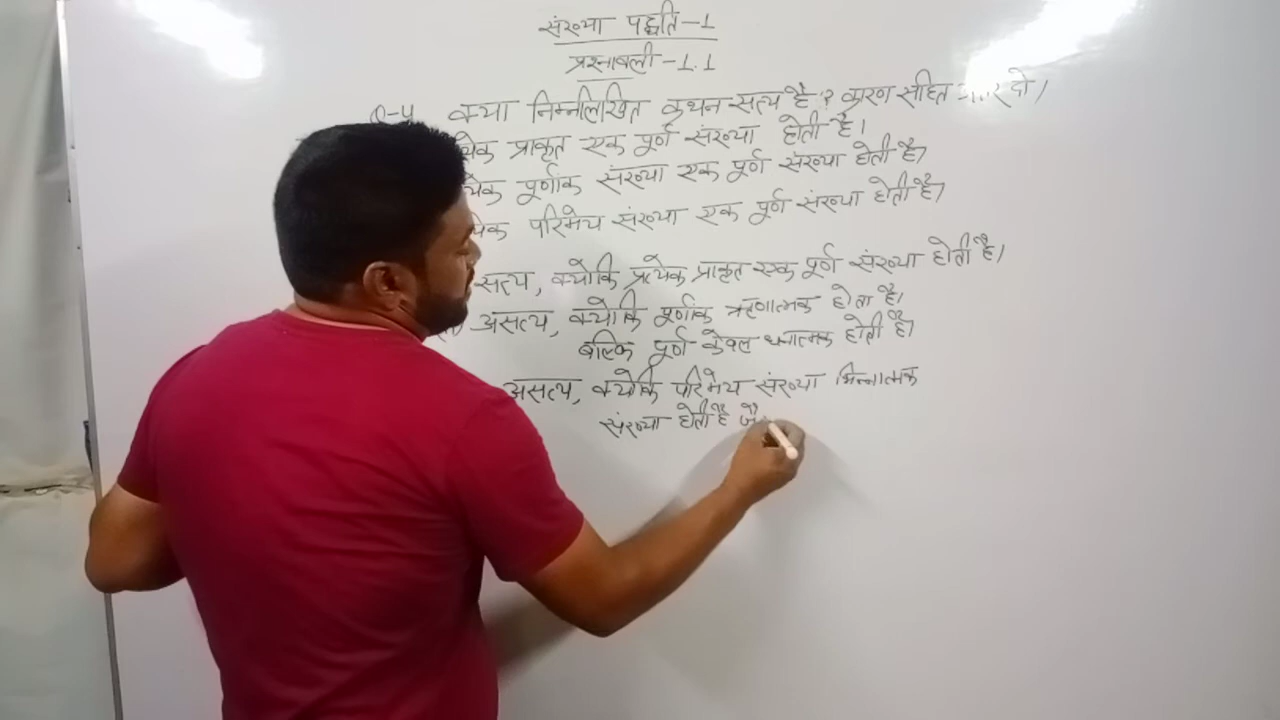 संख्या पद्धति-1
प्रश्नावली-1.1
Q-4 क्या निम्नलिखित कथन सत्य है? कारण सहित दो।
प्राकृत एक पूर्ण संख्या होती है।
पूर्णांक संख्या एक पूर्ण संख्या होती है।
परिमेय संख्या एक पूर्ण संख्या होती है।
सत्य, क्योकि प्रत्येक प्राकृत एक पूर्ण संख्या होती है।
असत्य, क्योकि पूर्णांक ऋणात्मक होता है।
बल्कि पूर्ण केवल धनात्मक होती है।
असत्य, क्योकि परिमेय संख्या भिन्नात्मक
संख्या होती है